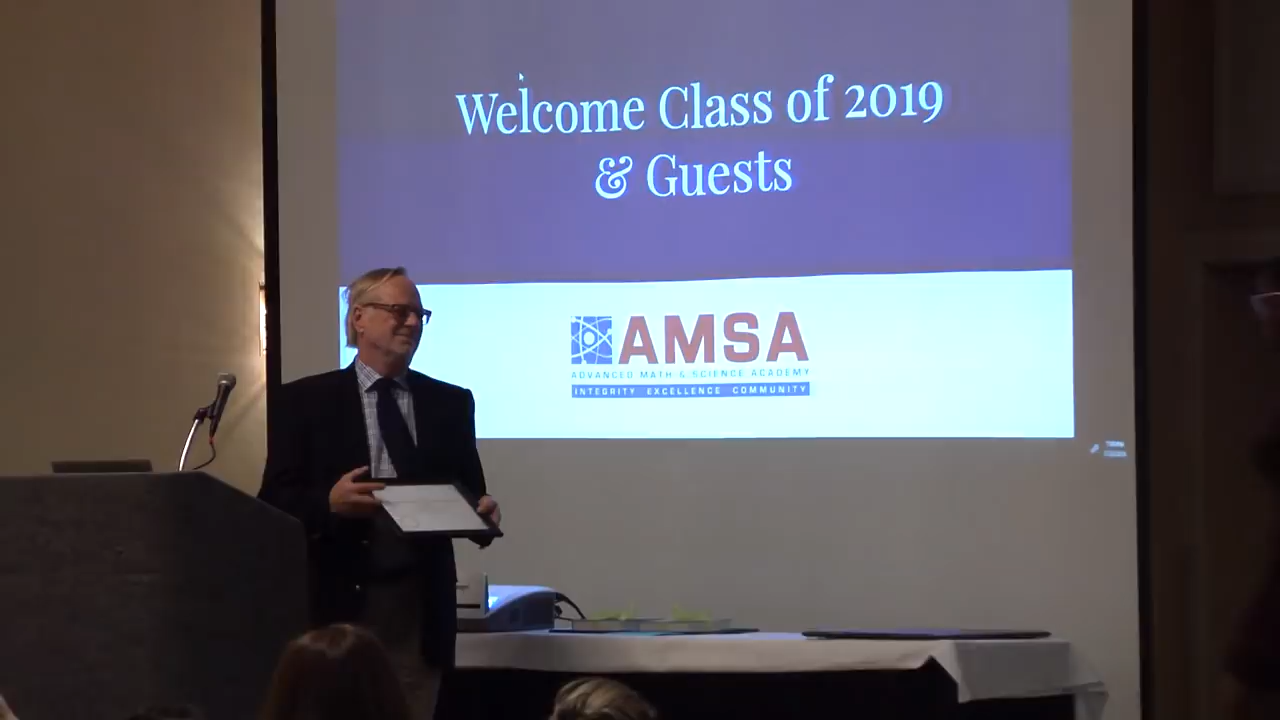 Welcome Class of 2019
& Guests
AMSA
ADVANCED MATH & SCIENCE ACADEMY
INTEGRITY EXCELLENCE COMMUNITY